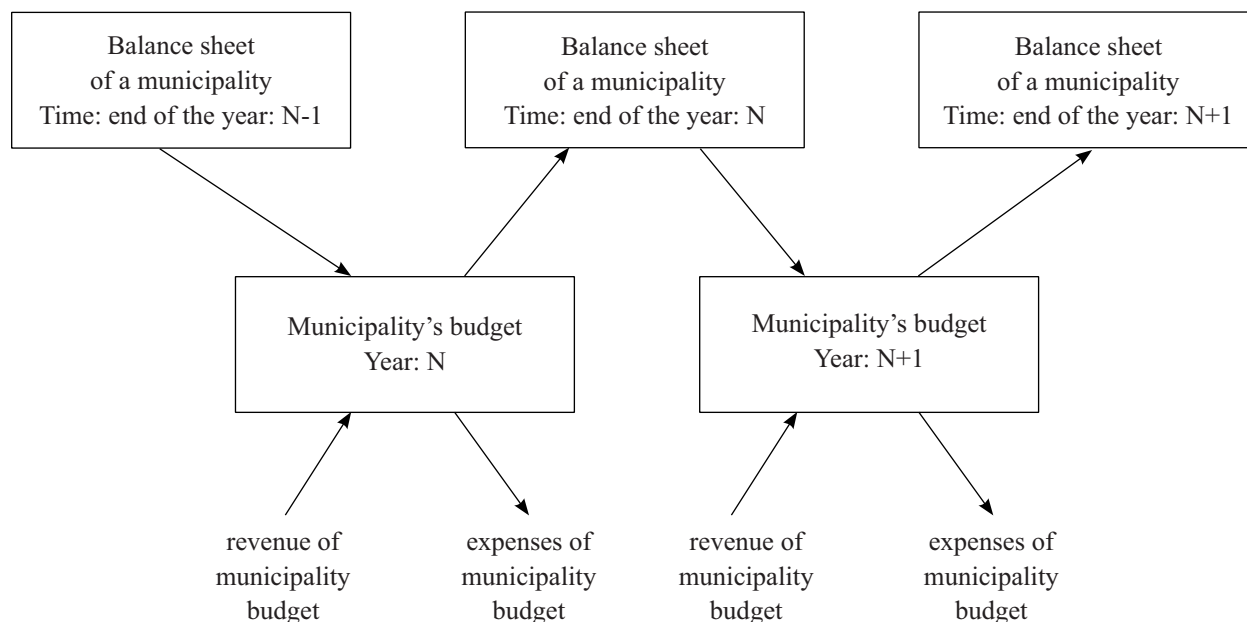 Balance sheet
of a municipality
Time: end of the year: N-1
Balance sheet
of a municipality
Time: end of the year: N
Balance sheet
of a municipality
Time: end of the year: N+1
Municipality’s budget
Year: N
Municipality’s budget
Year: N+1
revenue of
municipality
budget
expenses of
municipality
budget
revenue of
municipality
budget
expenses of
municipality
budget